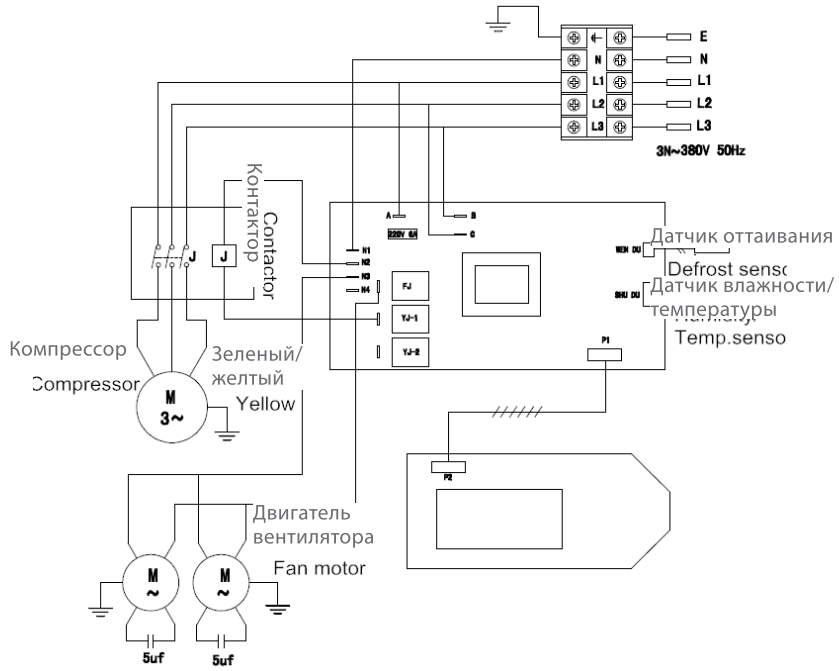 E
N
N
L1
L1
L2
L2
L3
L3
3N~380V 50Hz
Контактор
Contactor
J
J
A
B
C
220V 6A
N1
N2
N3
N4
FJ
YJ-1
YJ-2
WEN DU
Датчик оттаивания
Defrost senso
SHU DU
Датчик влажности/
температуры
Temp.senso
P1
P2
Компрессор
Compressor
Зеленый/
желтый
Yellow
M
3~
Двигатель
вентилятора
Fan motor
M
~
M
~
5uf
5uf